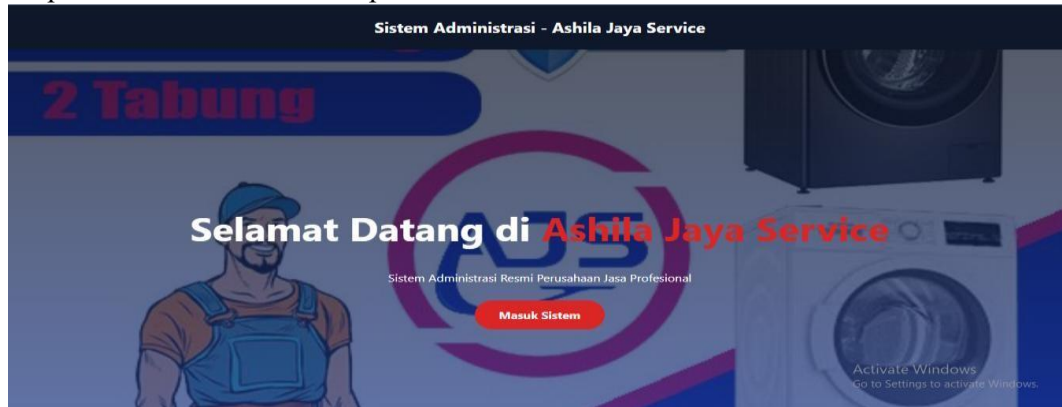 Sistem Administrasi - Ashila Jaya Service
2 Tabung
AJS
Selamat Datang di Ashila Jaya Service
Sistem Administrasi Resmi Perusahaan Jasa Profesional
Masuk Sistem
Activate Windows
Go to Settings to activate Windows.